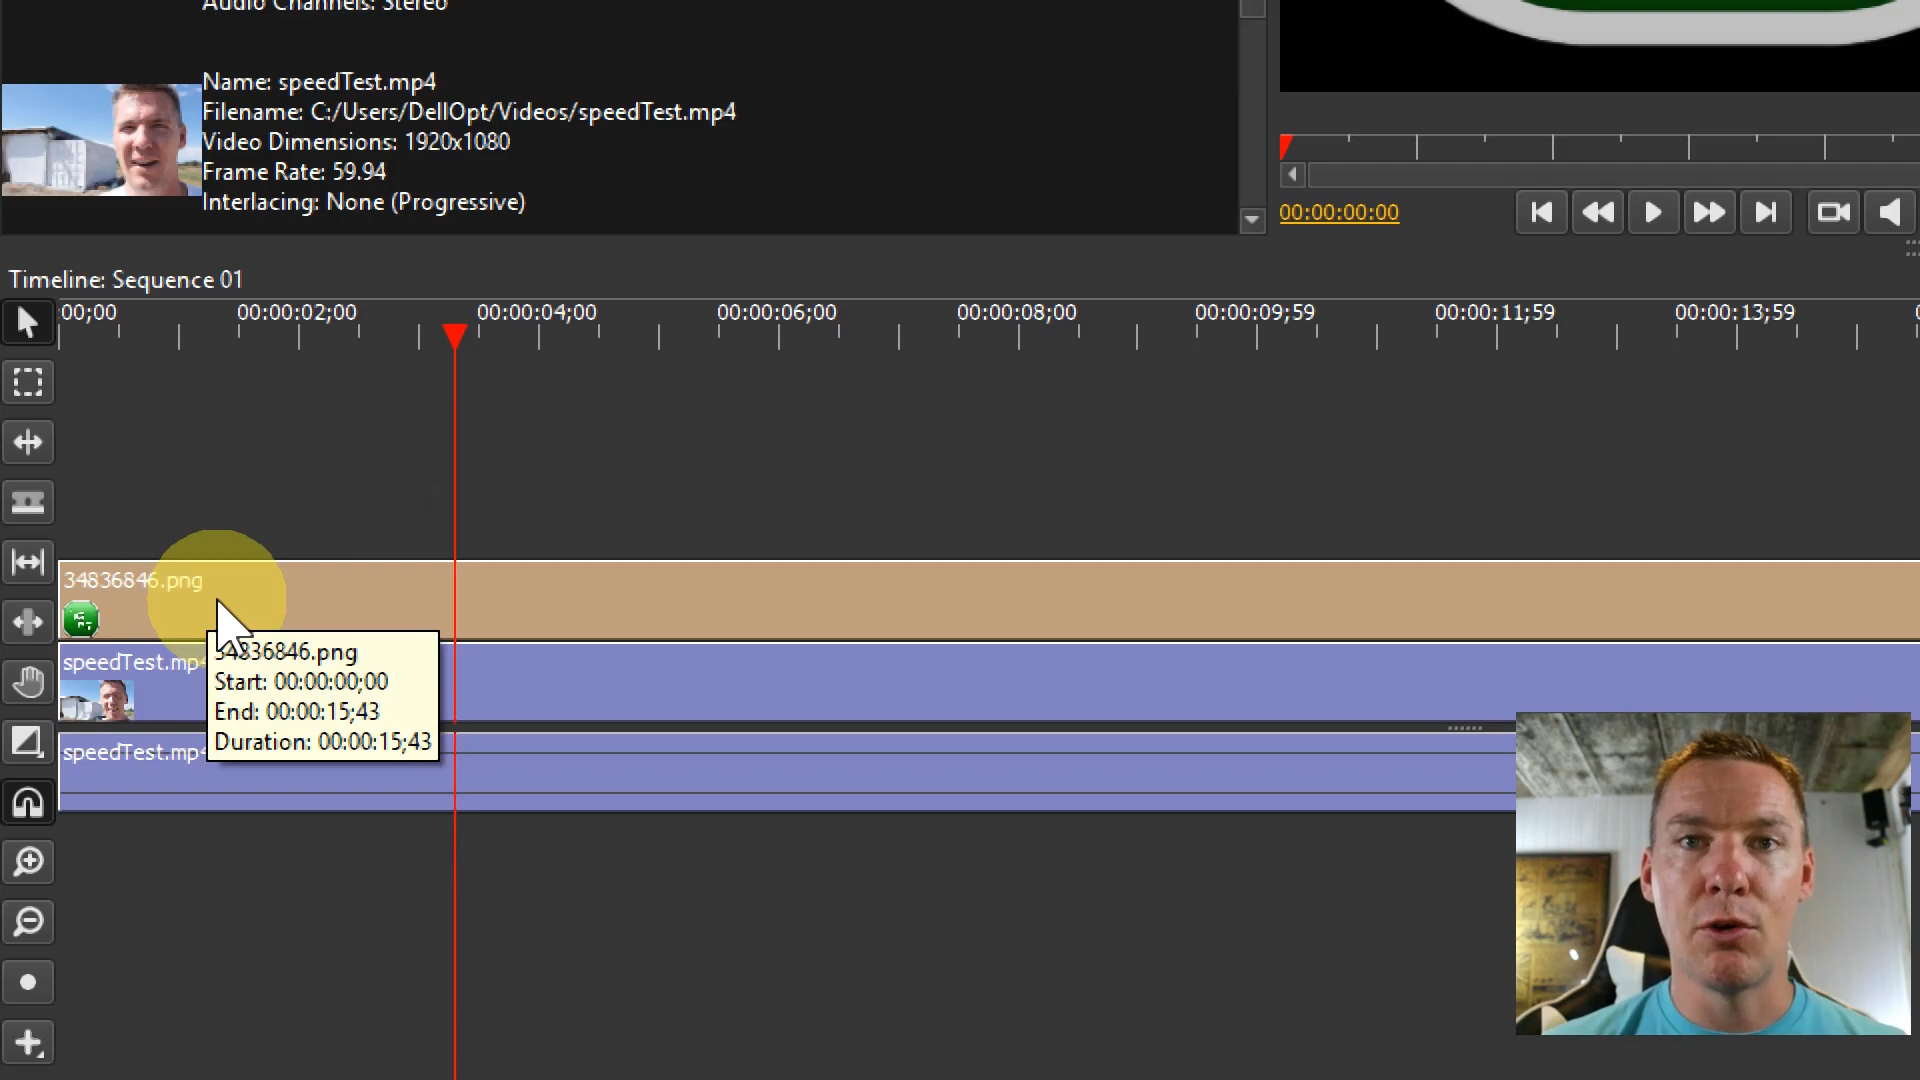 Audio Channels: Stereo
Name: speedTest.mp4
Filename: C:/Users/DellOpt/Videos/speedTest.mp4
Video Dimensions: 1920x1080
Frame Rate: 59.94
Interlacing: None (Progressive)
00:00:00:00
Timeline: Sequence 01
:00;00 00:00:02;00 00:00:04;00 00:00:06;00 00:00:08;00 00:00:09;59 00:00:11;59 00:00:13;59
34836846.png
speedTest.mp4
34836846.png
Start: 00:00:00;00
End: 00:00:15;43
Duration: 00:00:15;43
speedTest.mp4